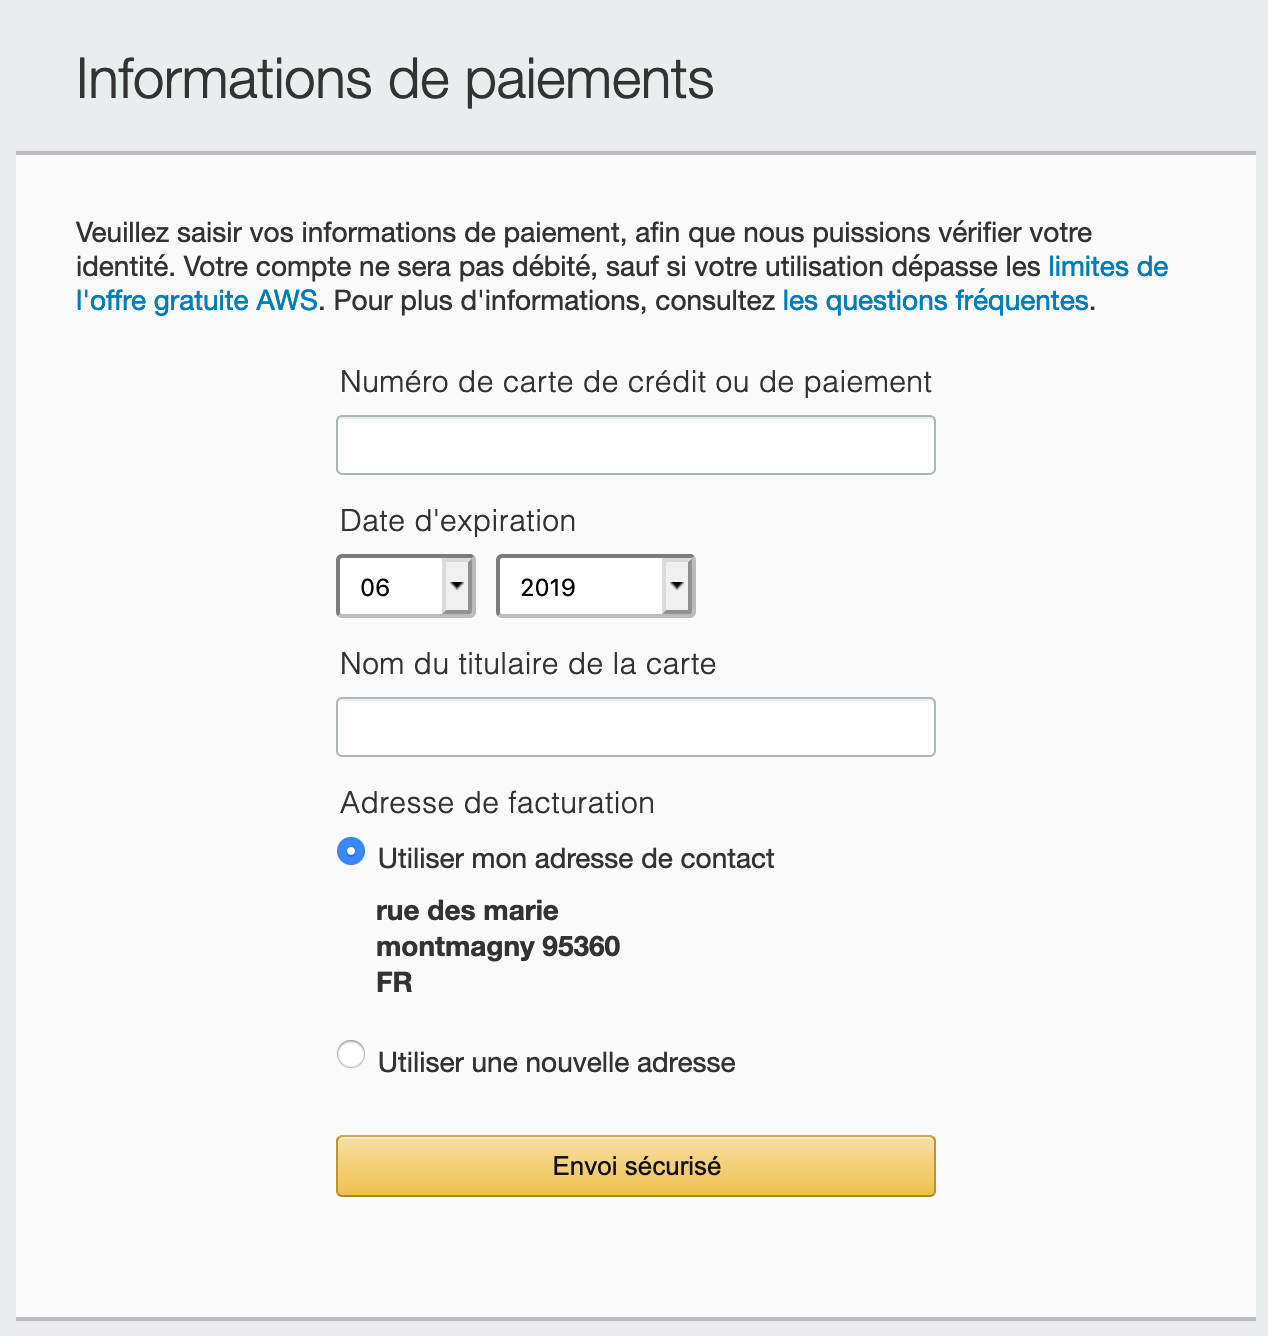 Informations de paiements
Veuillez saisir vos informations de paiement, afin que nous puissions vérifier votre
identité. Votre compte ne sera pas débité, sauf si votre utilisation dépasse les limites de
l'offre gratuite AWS. Pour plus d'informations, consultez les questions fréquentes.
Numéro de carte de crédit ou de paiement
Date d'expiration
06 2019
Nom du titulaire de la carte
Adresse de facturation
Utiliser mon adresse de contact
rue des marie
montmagny 95360
FR
Utiliser une nouvelle adresse
Envoi sécurisé